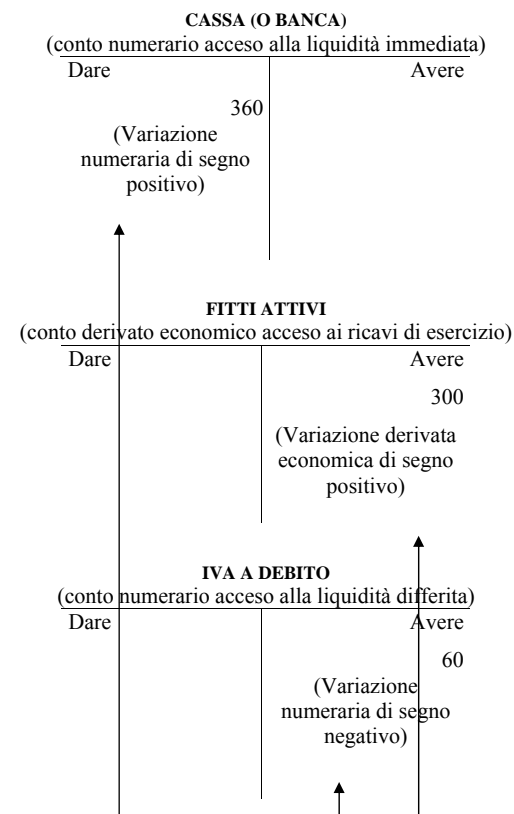 CASSA (O BANCA)
(conto numerario acceso alla liquidità immediata)
Dare Avere
360
(Variazione
numeraria di segno
positivo)
FITTI ATTIVI
(conto derivato economico acceso ai ricavi di esercizio)
Dare Avere
300
(Variazione derivata
economica di segno
positivo)
IVA A DEBITO
(conto numerario acceso alla liquidità differita)
Dare Avere
60
(Variazione
numeraria di segno
negativo)